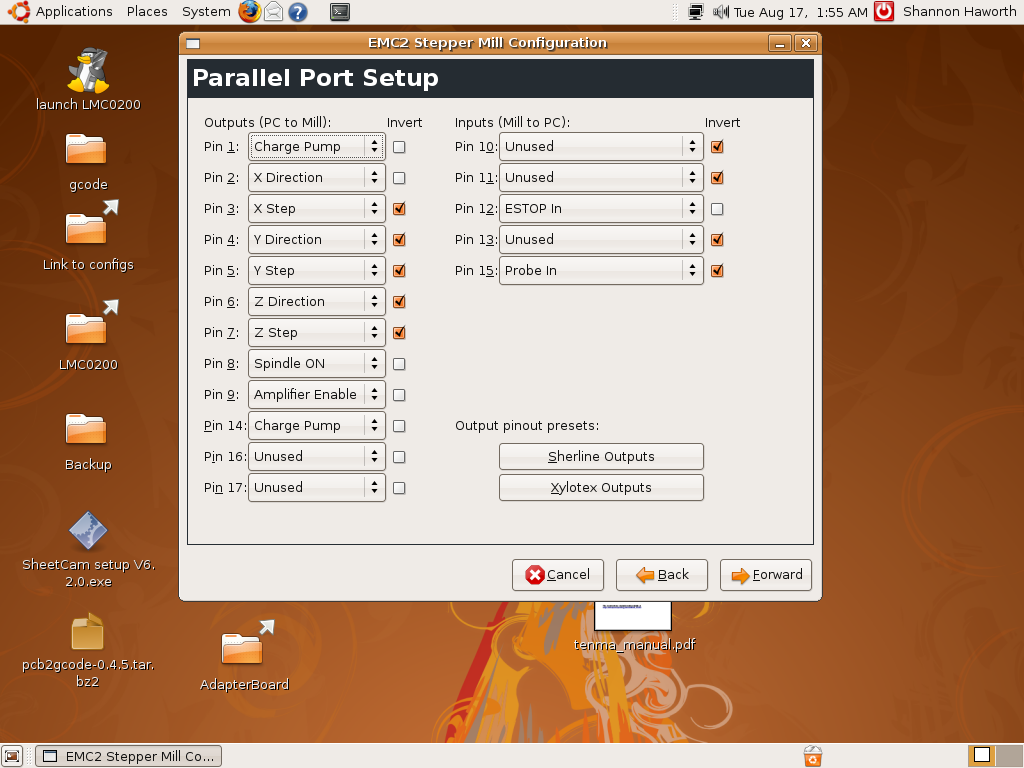 Applications Places System Tue Aug 17, 1:55 AM Shannon Haworth
EMC2 Stepper Mill Configuration
Parallel Port Setup
Outputs (PC to Mill): Invert Inputs (Mill to PC): Invert
Pin 1: Charge Pump Pin 10: Unused
Pin 2: X Direction Pin 11: Unused
Pin 3: X Step Pin 12: ESTOP In
Pin 4: Y Direction Pin 13: Unused
Pin 5: Y Step Pin 15: Probe In
Pin 6: Z Direction
Pin 7: Z Step
Pin 8: Spindle ON
Pin 9: Amplifier Enable
Pin 14: Charge Pump Output pinout presets:
Pin 16: Unused Sherline Outputs
Pin 17: Unused Xylotex Outputs
Cancel Back Forward
launch LMC0200
gcode
Link to configs
LMC0200
Backup
SheetCam setup V6.
2.0.exe
pcb2gcode-0.4.5.tar.
bz2
AdapterBoard
tenma_manual.pdf
EMC2 Stepper Mill Co...